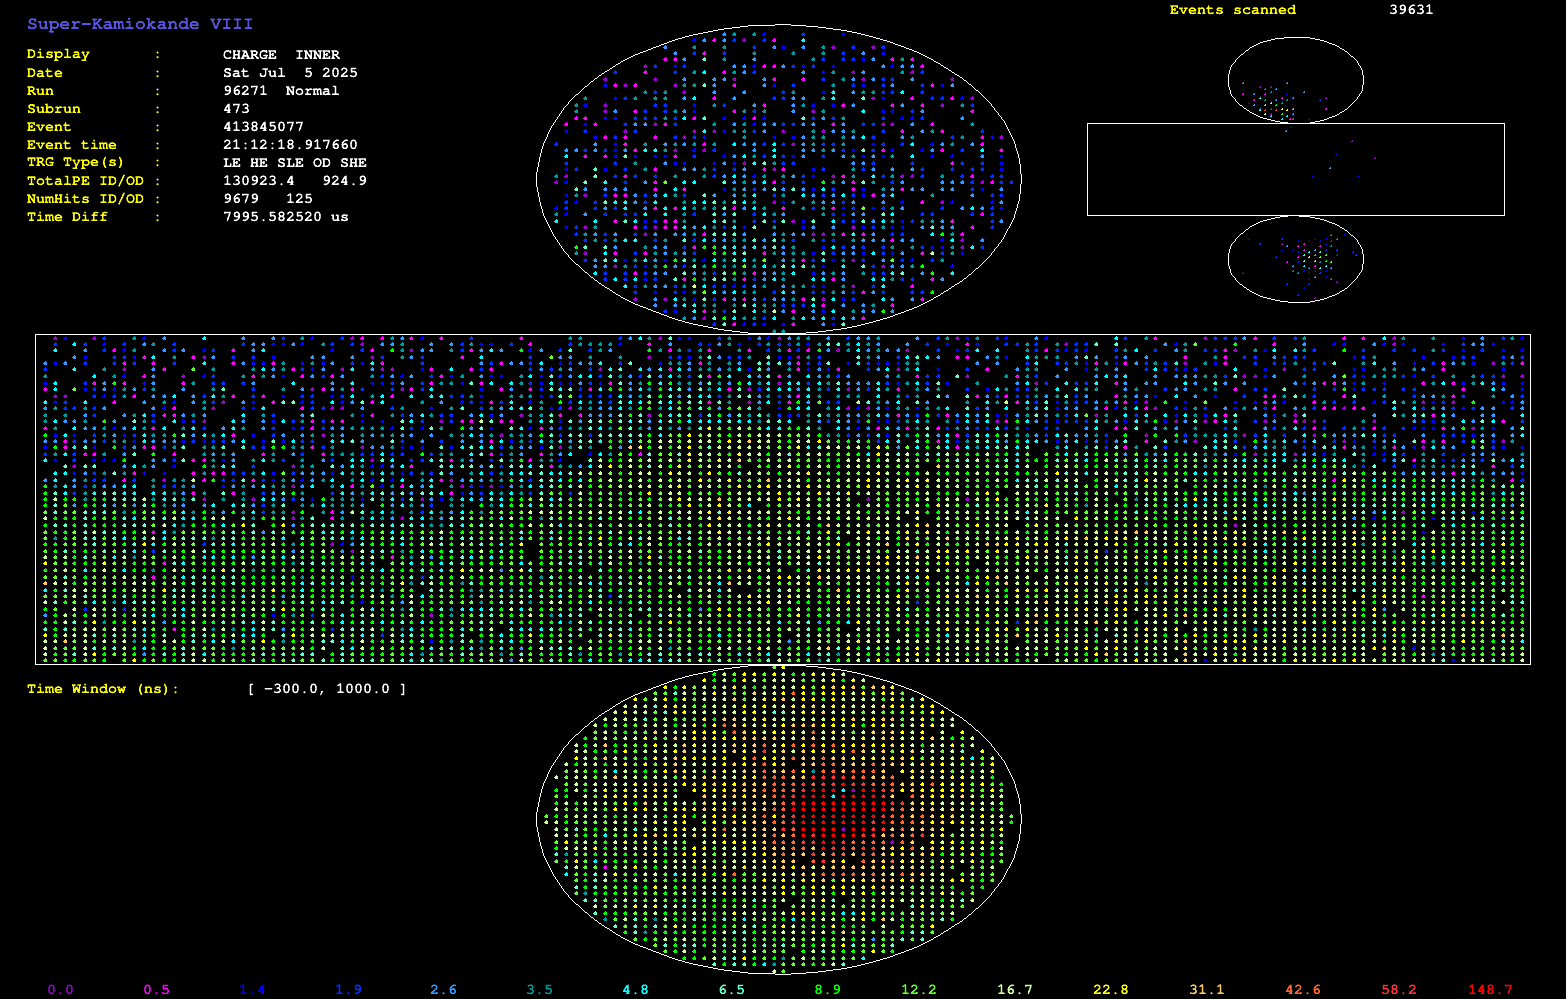 Super-Kamiokande VIII
Events scanned 39631
Display : CHARGE INNER
Date : Sat Jul 5 2025
Run : 96271 Normal
Subrun : 473
Event : 413845077
Event time : 21:12:18.917660
TRG Type(s) : LE HE SLE OD SHE
TotalPE ID/OD : 130923.4 924.9
NumHits ID/OD : 9679 125
Time Diff : 7995.582520 us
Time Window (ns): [ -300.0, 1000.0 ]
0.0 0.5 1.4 1.9 2.6 3.5 4.8 6.5 8.9 12.2 16.7 22.8 31.1 42.6 58.2 148.7